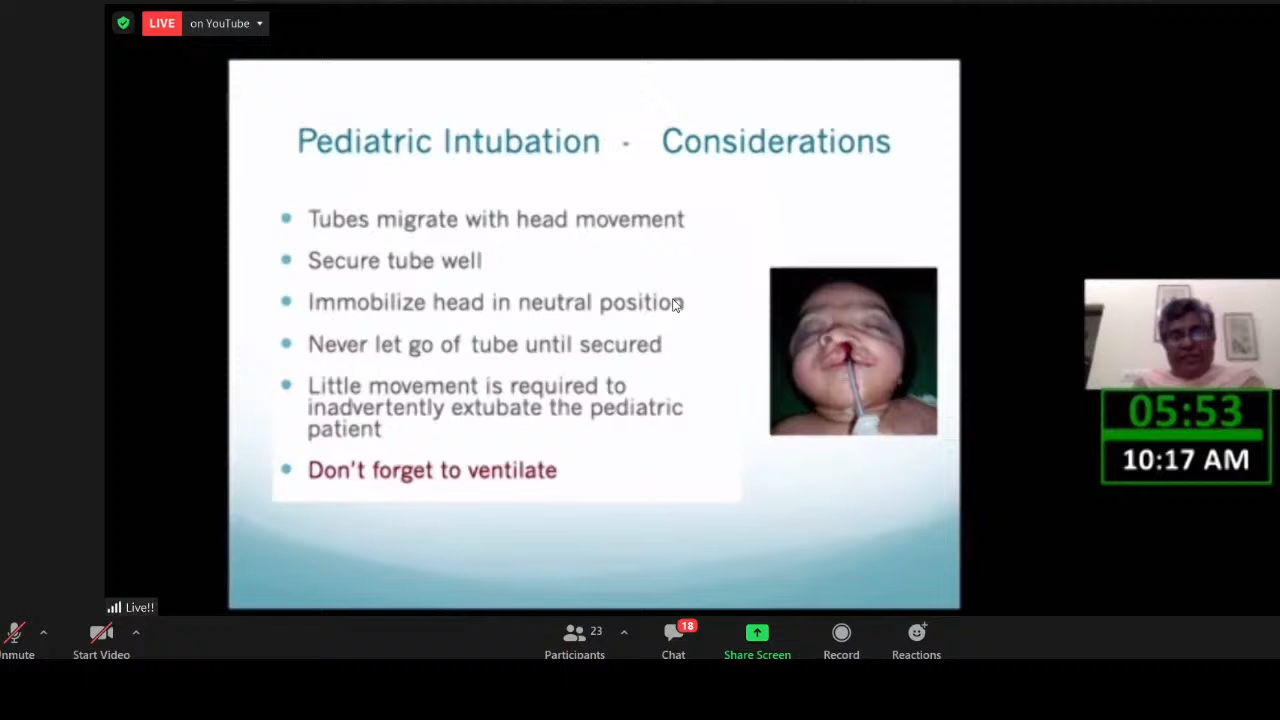 LIVE on YouTube
Pediatric Intubation - Considerations
Tubes migrate with head movement
Secure tube well
Immobilize head in neutral position
Never let go of tube until secured
Little movement is required to
inadvertently extubate the pediatric
patient
Don't forget to ventilate
05:53
10:17 AM
Live!!
nmute
Start Video
23
Participants
18
Chat
Share Screen
Record
Reactions